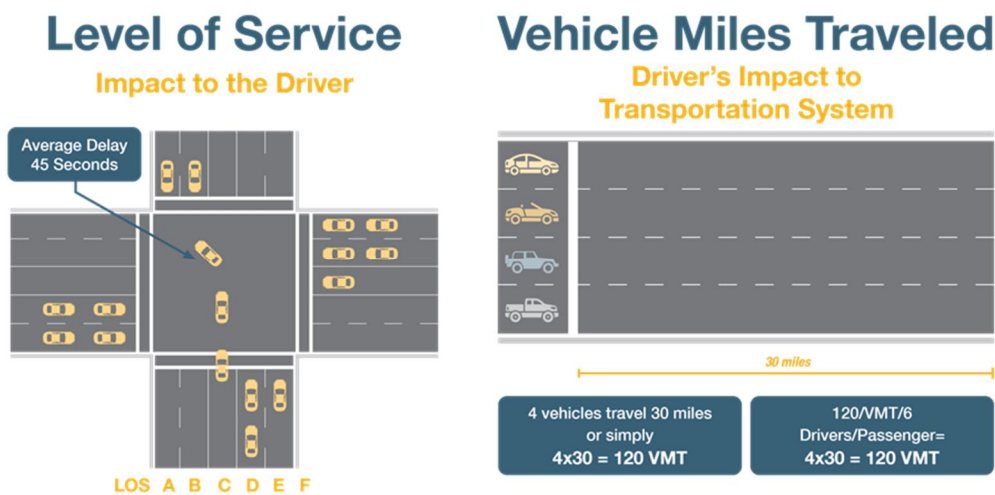 Level of Service
Impact to the Driver
Average Delay
45 Seconds
LOS A B C D E F
Vehicle Miles Traveled
Driver's Impact to
Transportation System
30 miles
4 vehicles travel 30 miles
or simply
4x30 = 120 VMT
120/VMT/6
Drivers/Passenger=
4x30 = 120 VMT